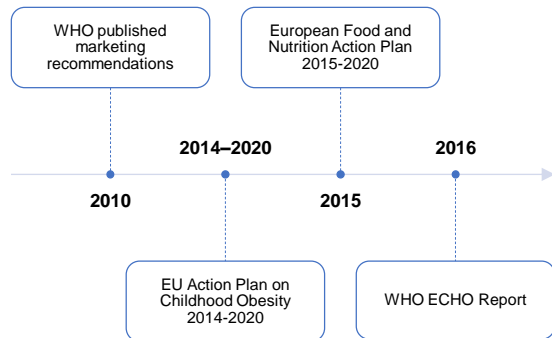 WHO published
marketing
recommendations
European Food and
Nutrition Action Plan
2015-2020
2014–2020
2016
2010
2015
EU Action Plan on
Childhood Obesity
2014-2020
WHO ECHO Report